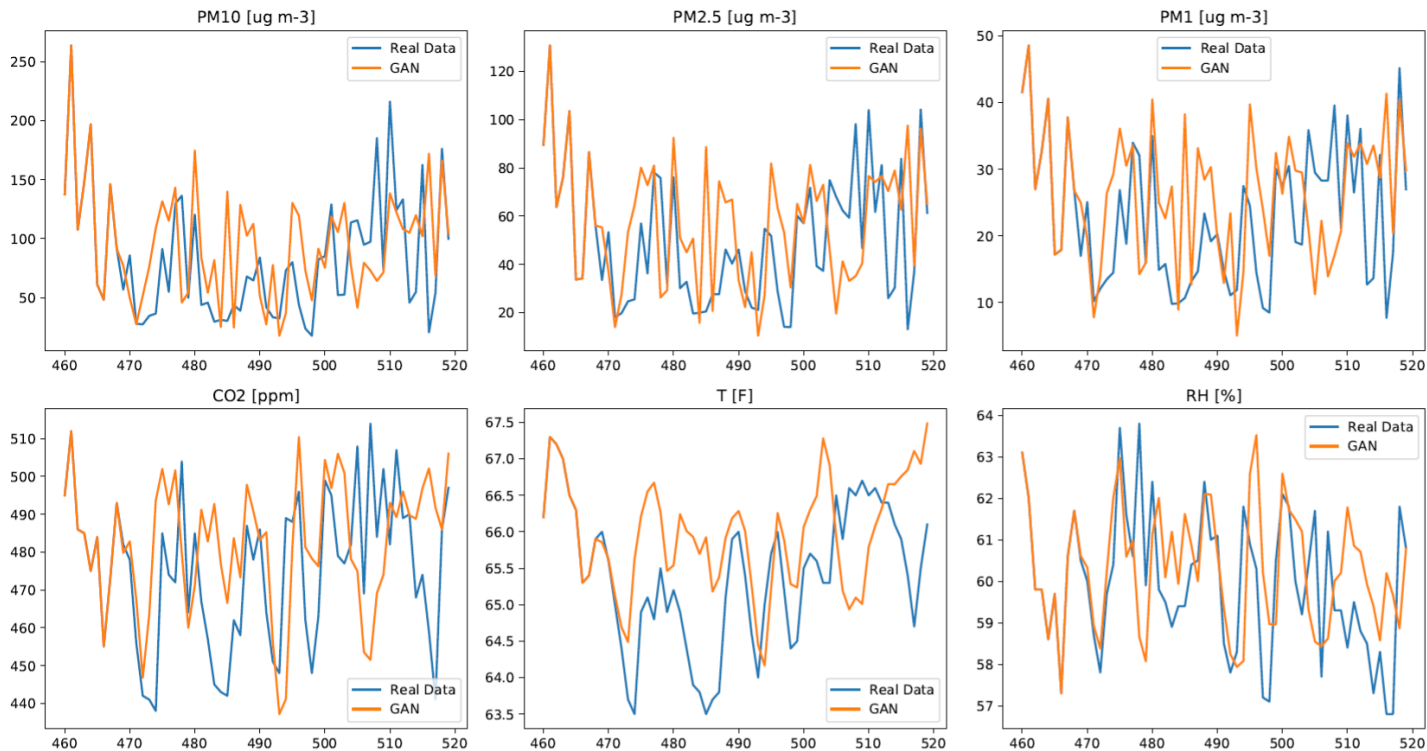 PM10 [ug m-3]
Real Data
GAN
250
200
150
100
50
460 470 480 490 500 510 520
PM2.5 [ug m-3]
Real Data
GAN
120
100
80
60
40
20
460 470 480 490 500 510 520
PM1 [ug m-3]
Real Data
GAN
50
40
30
20
10
460 470 480 490 500 510 520
CO2 [ppm]
510
500
490
480
470
460
450
440
Real Data
GAN
460 470 480 490 500 510 520
T [F]
67.5
67.0
66.5
66.0
65.5
65.0
64.5
64.0
63.5
Real Data
GAN
460 470 480 490 500 510 520
RH [%]
Real Data
GAN
64
63
62
61
60
59
58
57
460 470 480 490 500 510 520